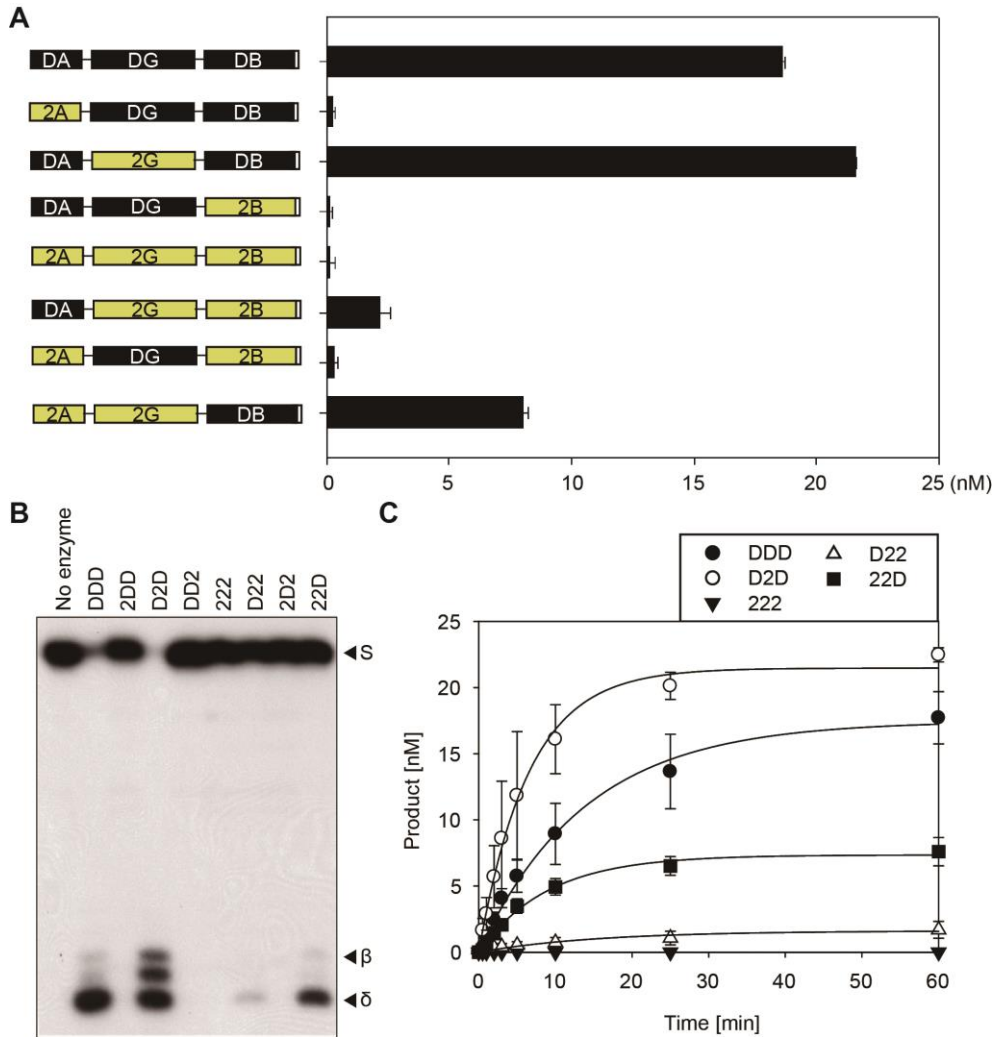 A
DA DG DB
2A DG DB
DA 2G DB
DA DG 2B
2A 2G 2B
DA 2G 2B
2A DG 2B
2A 2G DB
0 5 10 15 20 25 (nM)
B
No enzyme DDD 2DD D2D DD2 222 D22 2D2 22D
S
β
δ
C
DDD D22
D2D 22D
222
25
20
15
10
5
0
Product [nM]
0 10 20 30 40 50 60
Time [min]